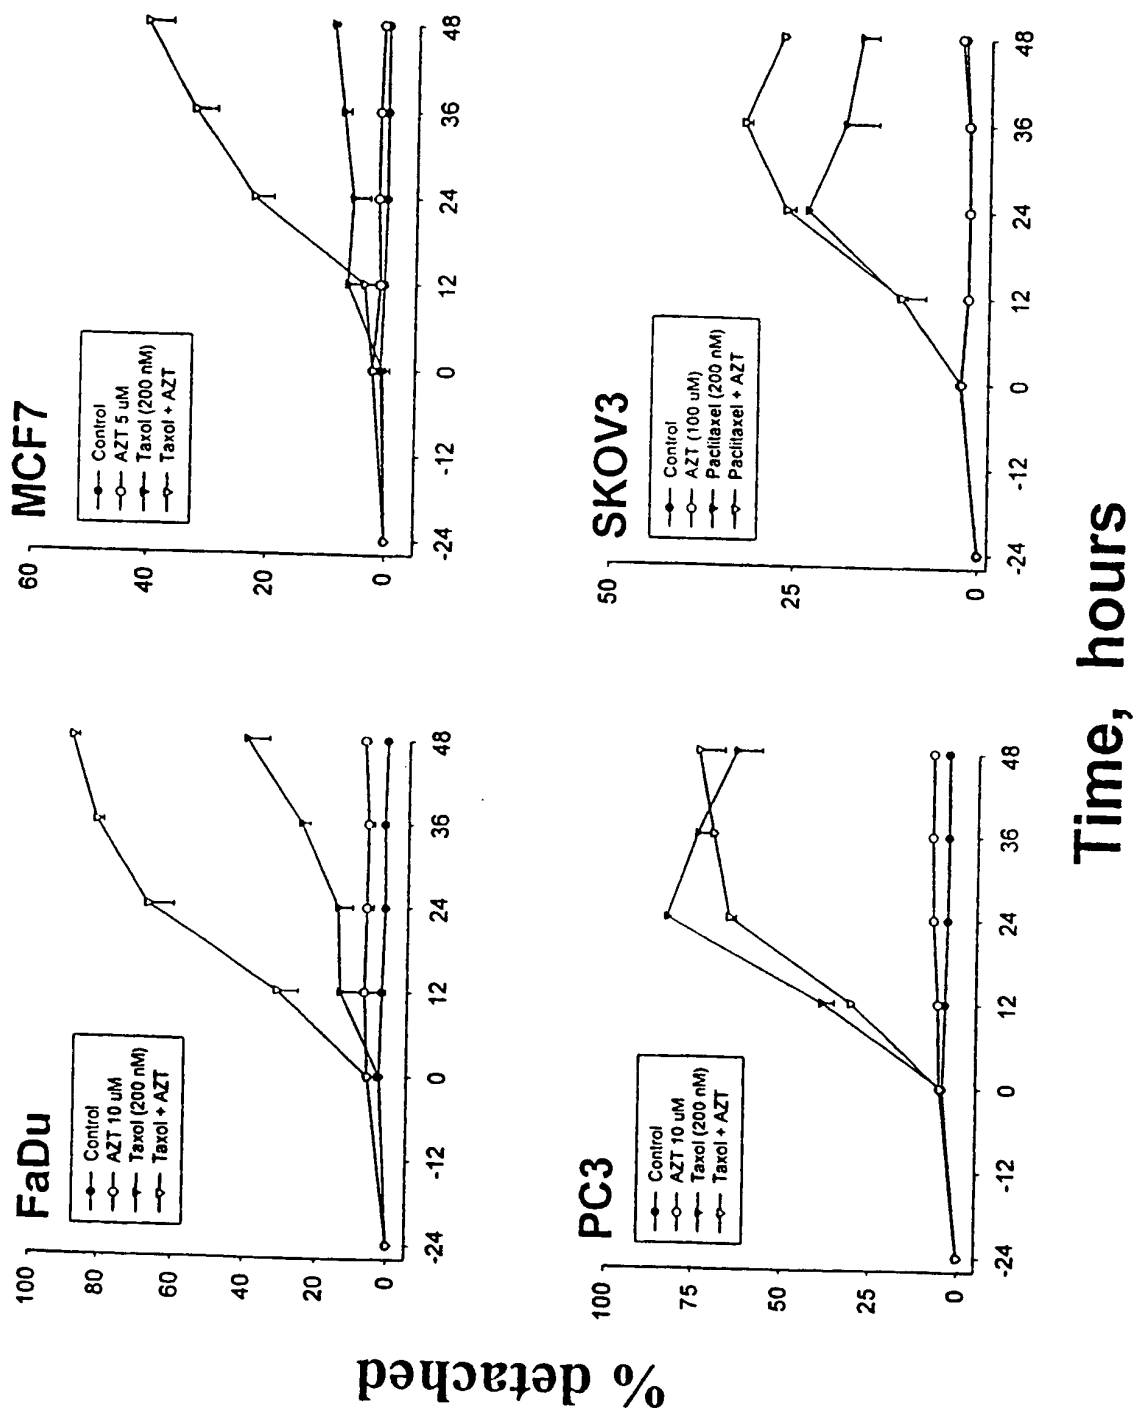 FaDu
Control
AZT 10 uM
Taxol (200 nM)
Taxol + AZT
100
80
60
40
20
0
-24 -12 0 12 24 36 48
MCF7
Control
AZT 5 uM
Taxol (200 nM)
Taxol + AZT
60
40
20
0
-24 -12 0 12 24 36 48
PC3
Control
AZT 10 uM
Taxol (200 nM)
Taxol + AZT
100
75
50
25
0
-24 -12 0 12 24 36 48
SKOV3
Control
AZT (100 uM)
Paclitaxel (200 nM)
Paclitaxel + AZT
50
25
0
-24 -12 0 12 24 36 48
% detached
Time, hours